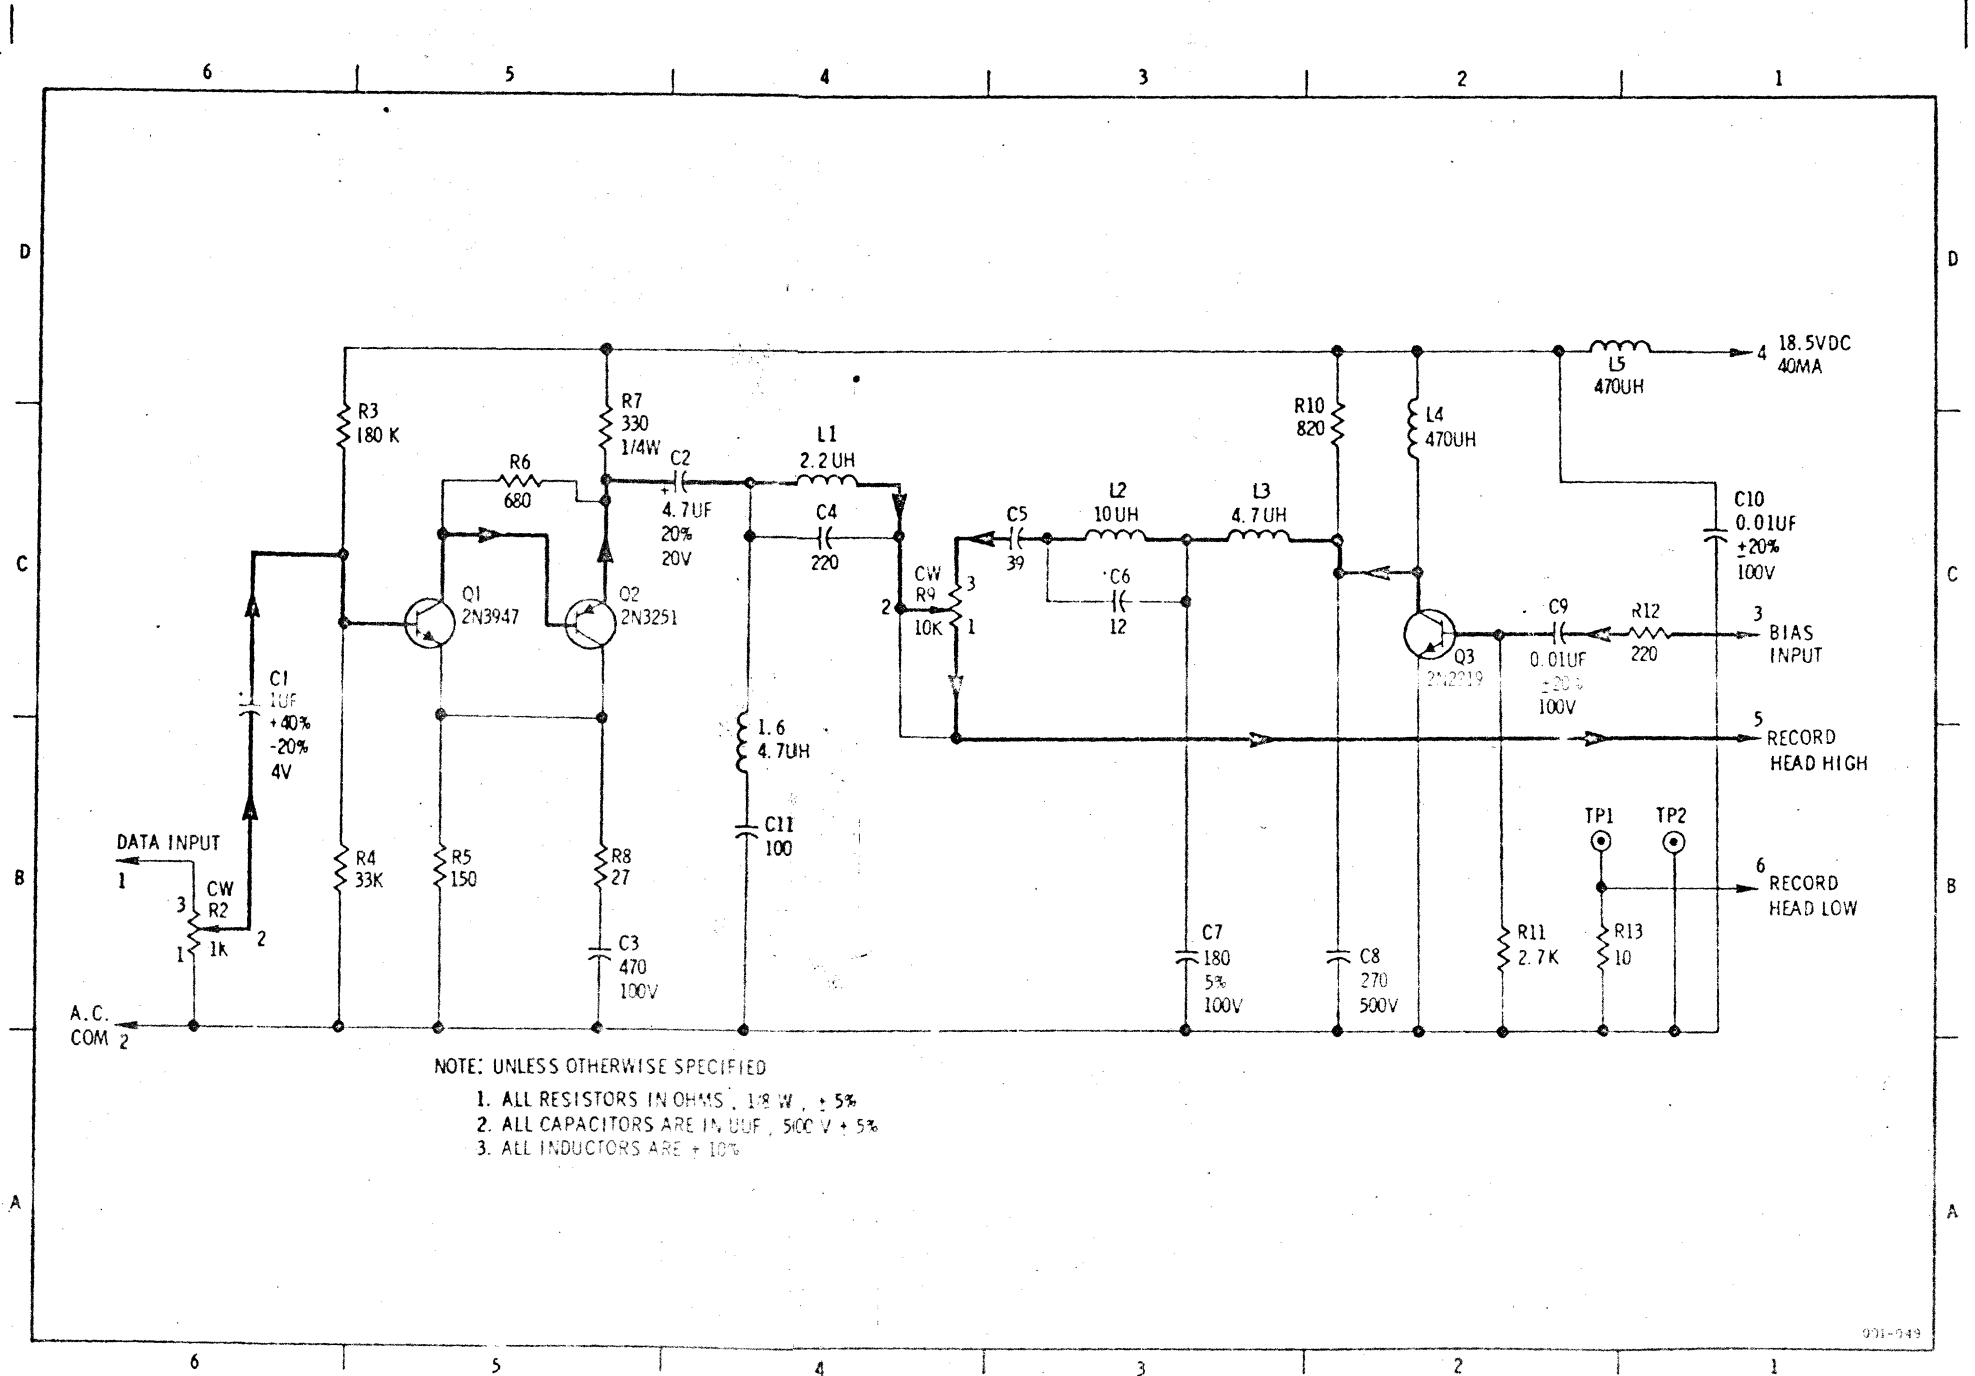 6 5 4 3 2 1
D D
18.5VDC
4
40MA
L5
470UH
R3
180 K
R7
330
1/4W
R10
820
L4
470UH
L1
2.2UH
C2
+
4.7UF
20%
20V
R6
680
C4
220
L2
10UH
L3
4.7UH
C5
39
C10
0.01UF
±20%
100V
C C
CW
R9
10K
2
3
1
C6
12
Q1
2N3947
Q2
2N3251
C9
0.01UF
±20%
100V
R12
220
3
BIAS
INPUT
Q3
2N2219
C1
1UF
+40%
-20%
4V
L6
4.7UH
5
RECORD
HEAD HIGH
TP1 TP2
C11
100
DATA INPUT
1
B B
R4
33K
R5
150
R8
27
6
RECORD
HEAD LOW
3
CW
R2
1K
1
2
C3
470
100V
C7
180
5%
100V
C8
270
500V
R11
2.7K
R13
10
A.C.
COM 2
NOTE: UNLESS OTHERWISE SPECIFIED
1. ALL RESISTORS IN OHMS, 1/8 W, ± 5%
2. ALL CAPACITORS ARE IN UUF, 500 V ± 5%
3. ALL INDUCTORS ARE ± 10%
A A
001-049
6 5 4 3 2 1